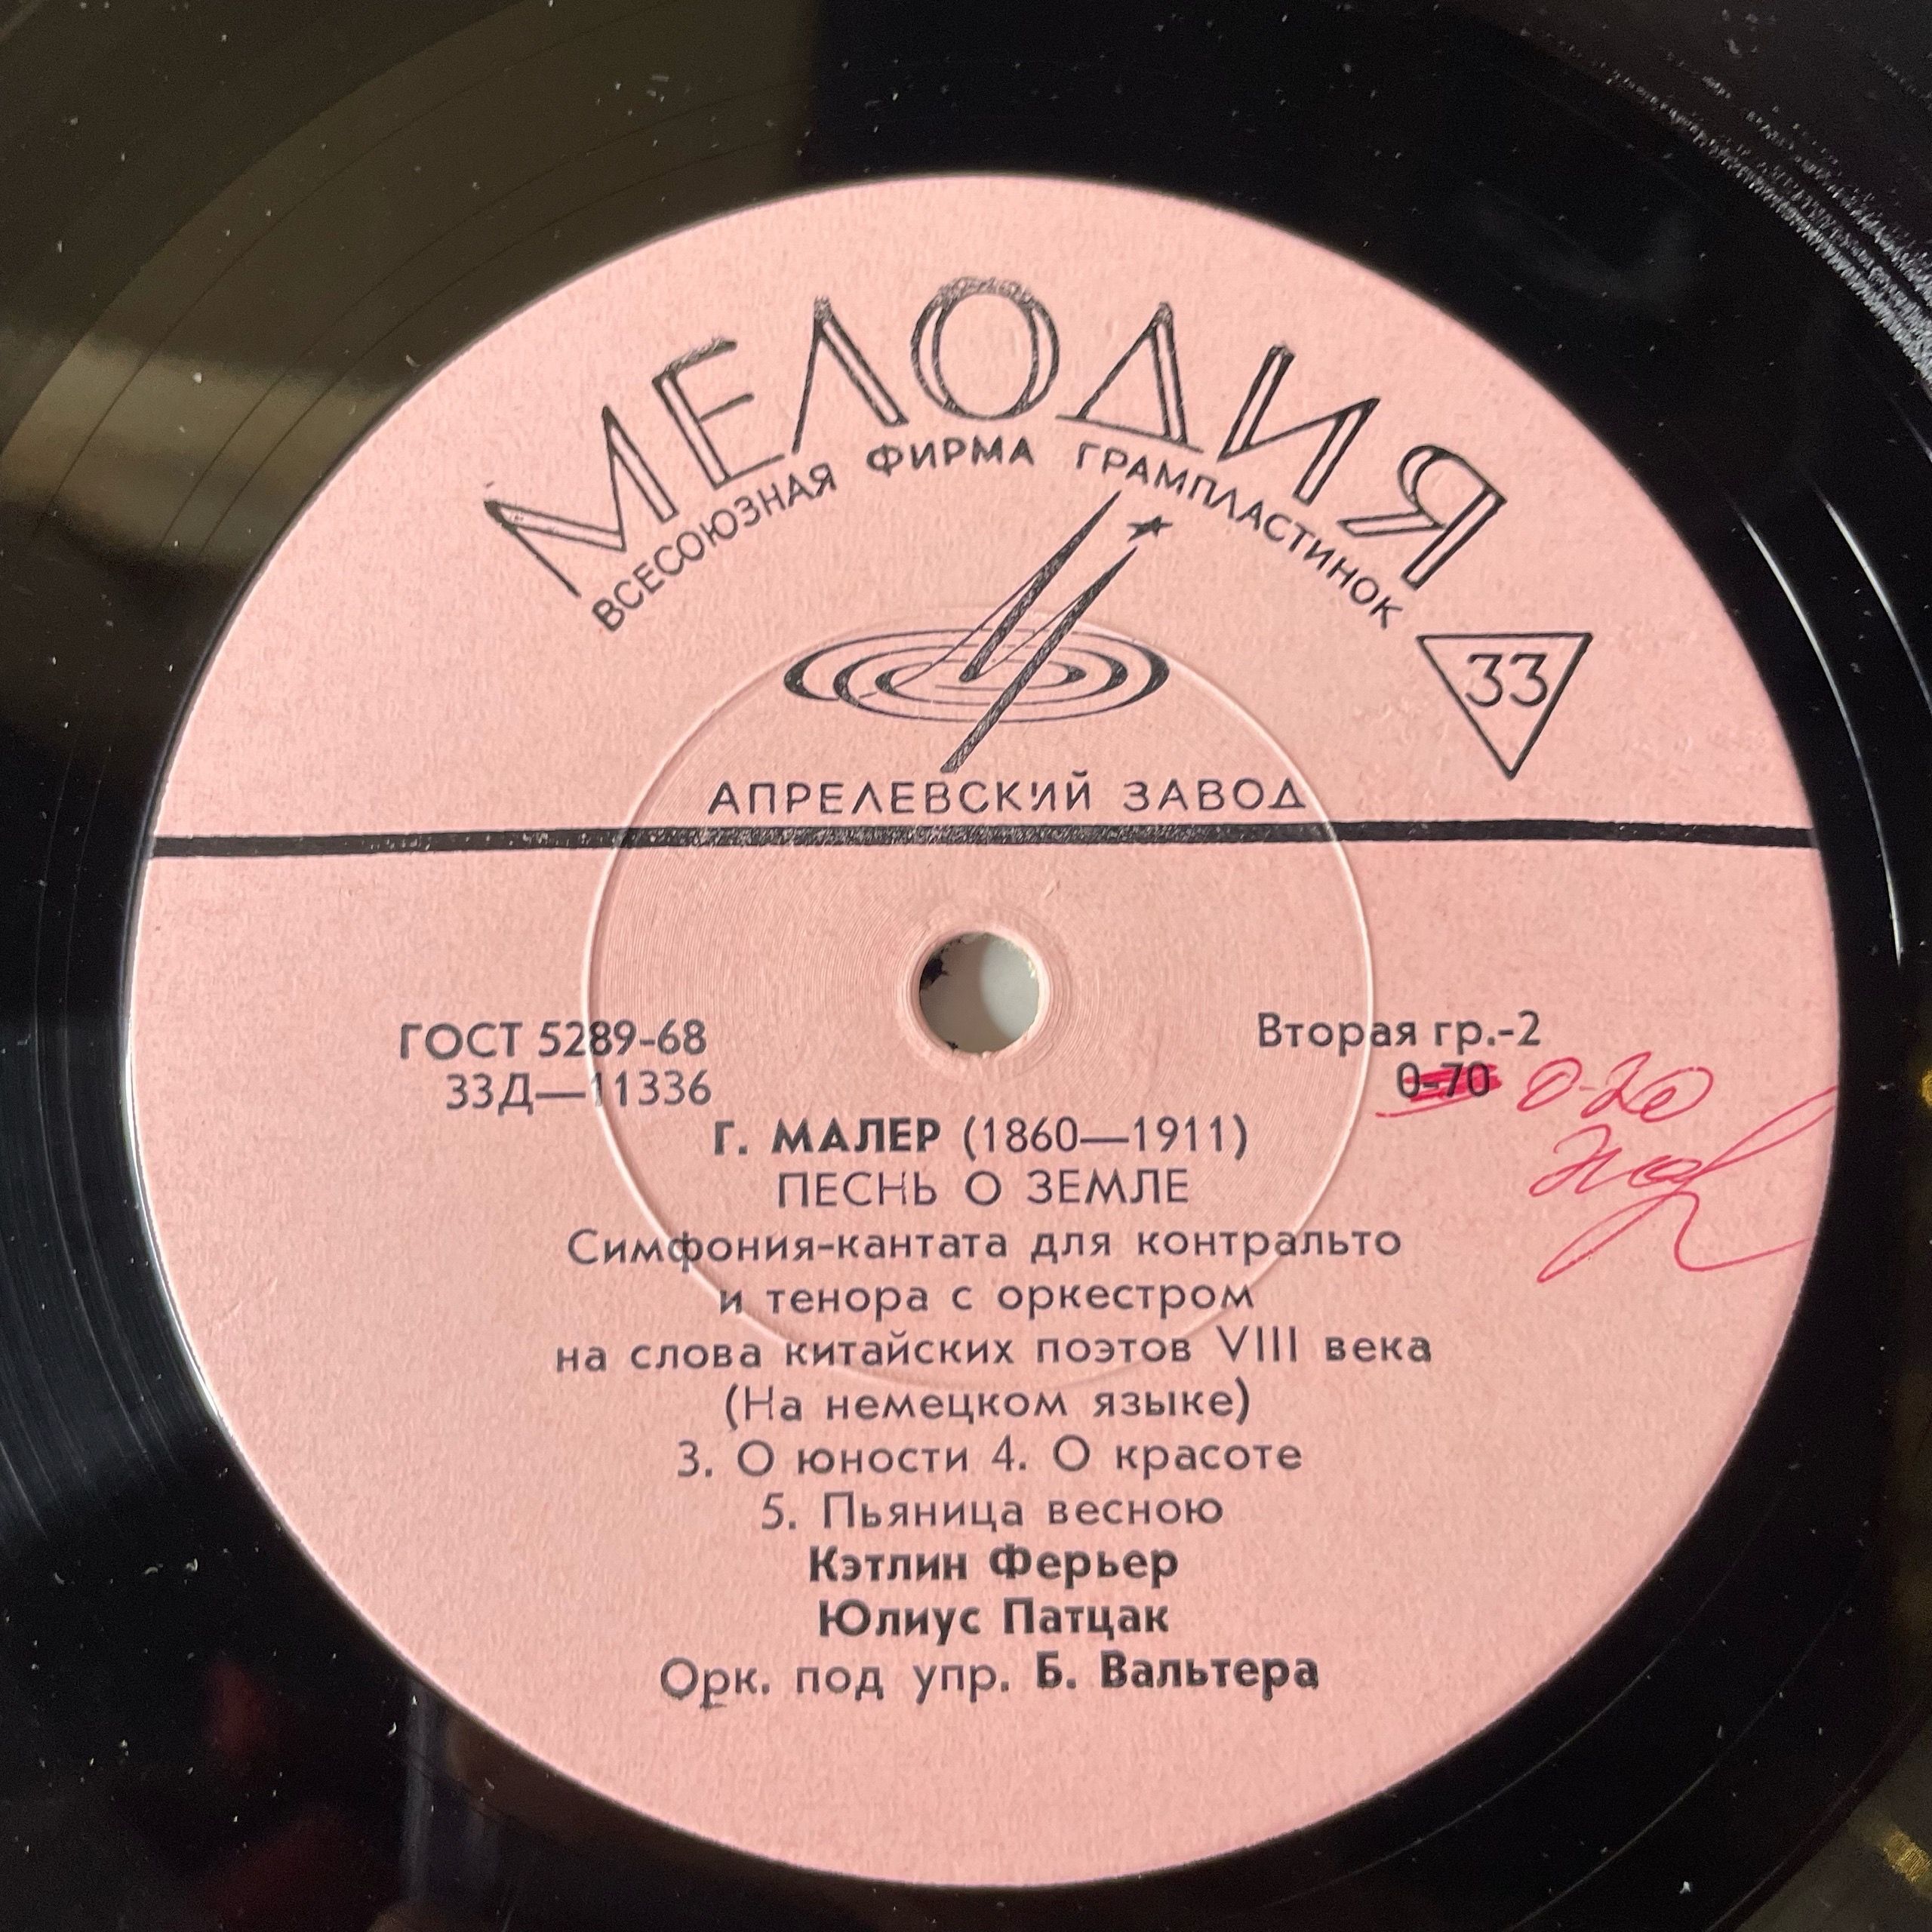 МЕЛОДИЯ
ВСЕСОЮЗНАЯ ФИРМА ГРАМПЛАСТИНОК
33
АПРЕЛЕВСКИЙ ЗАВОД
ГОСТ 5289-68
33Д—11336
Вторая гр.-2
0-70 0-20
Г. МАЛЕР (1860—1911)
ПЕСНЬ О ЗЕМЛЕ
Симфония-кантата для контральто
и тенора с оркестром
на слова китайских поэтов VIII века
(На немецком языке)
3. О юности 4. О красоте
5. Пьяница весною
Кэтлин Ферьер
Юлиус Патцак
Орк. под упр. Б. Вальтера